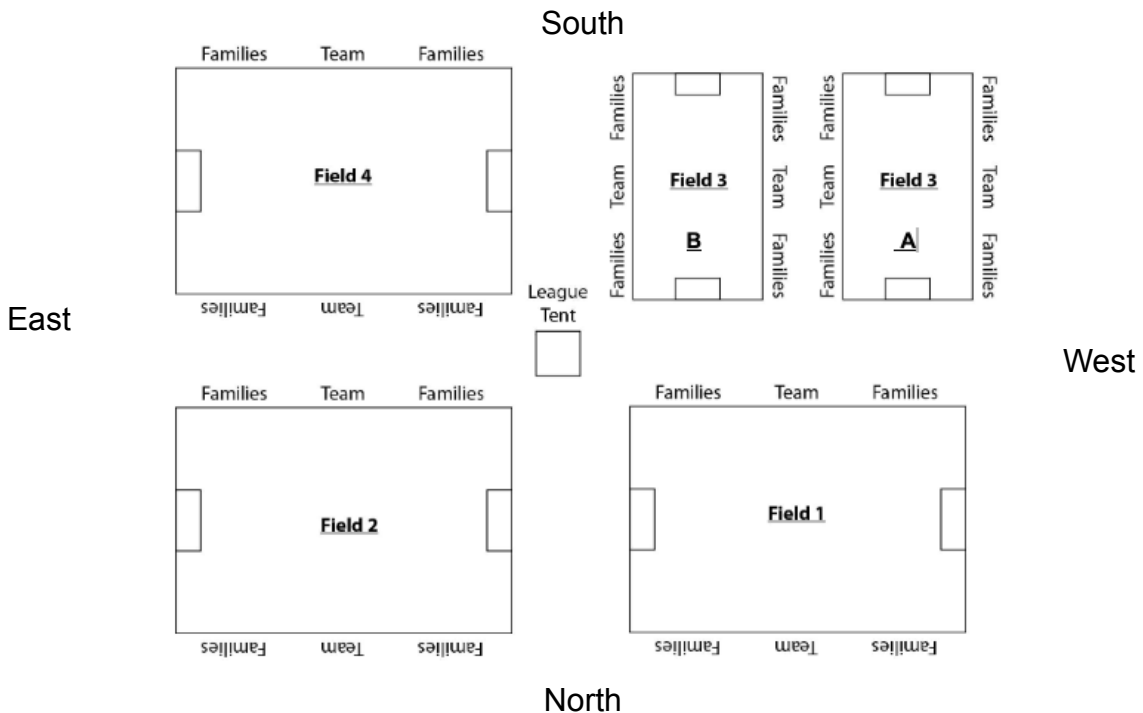 South
Families Team Families
Field 4
Families Team Families
Families Team Families
Field 3
B
Families Team Families
Families Team Families
Field 3
A
Families Team Families
League
Tent
East
West
Families Team Families
Field 2
Families Team Families
Families Team Families
Field 1
Families Team Families
North